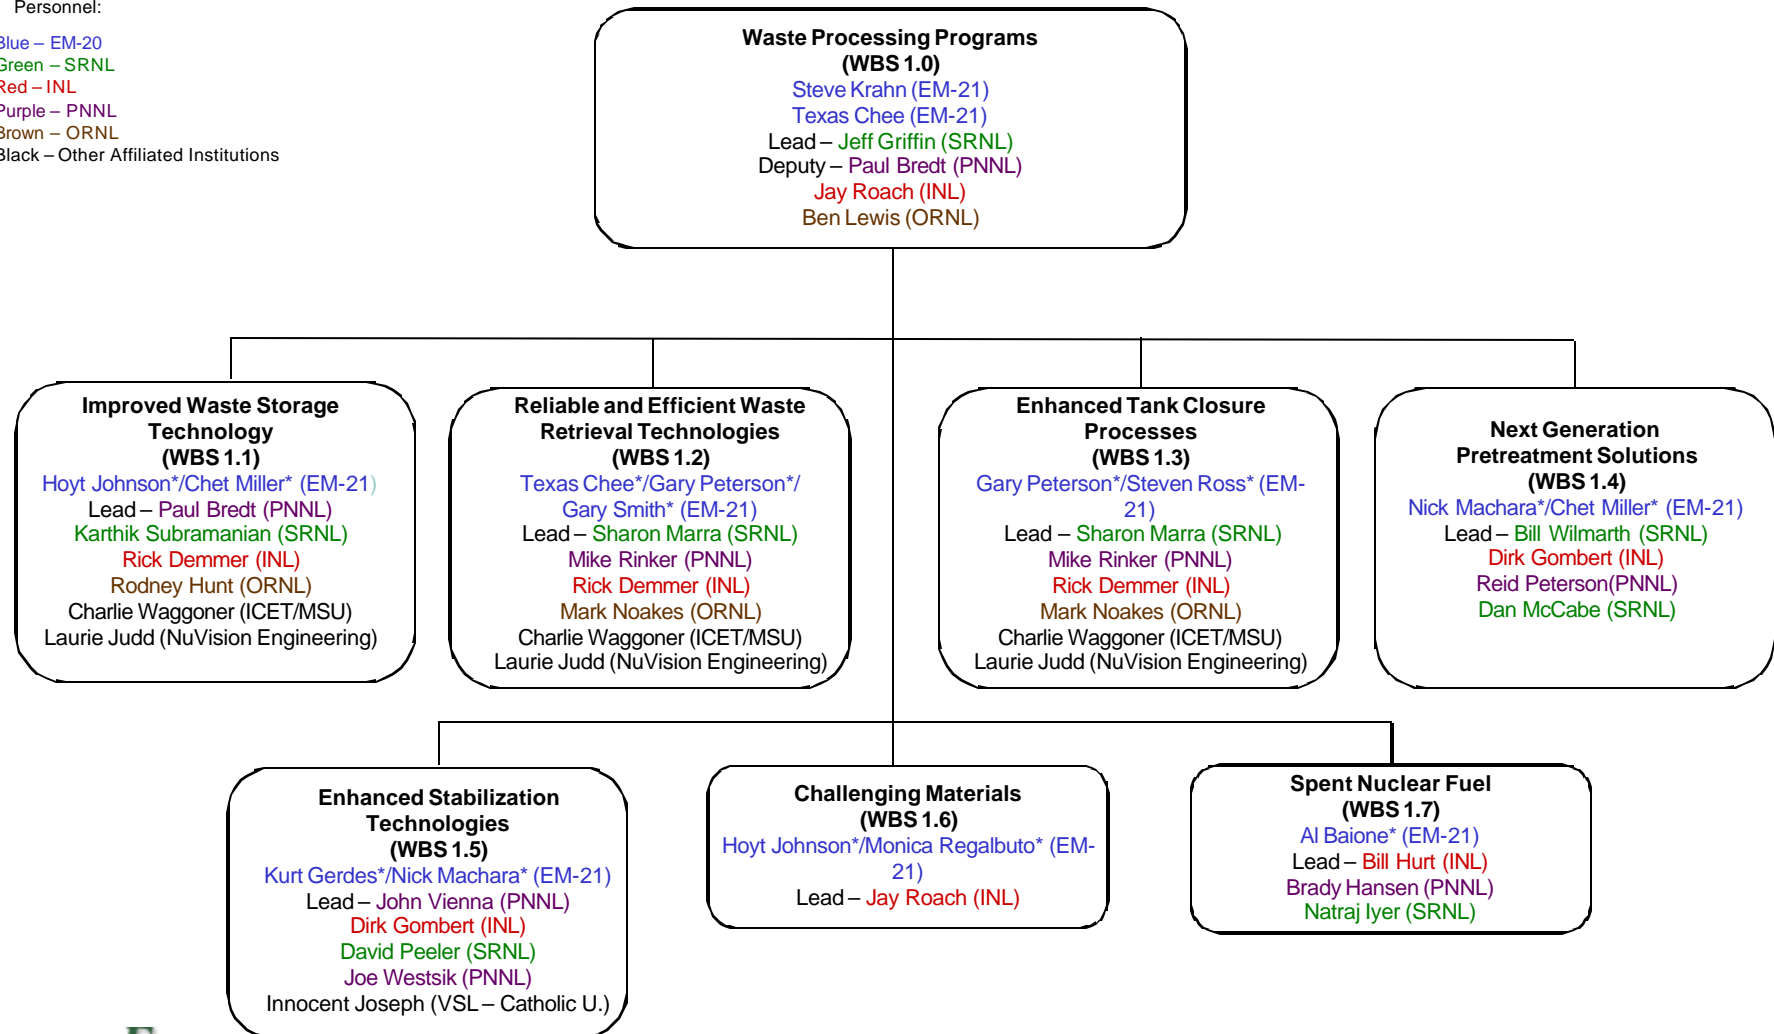 Personnel:
Blue – EM-20
Green – SRNL
Red – INL
Purple – PNNL
Brown – ORNL
Black – Other Affiliated Institutions
Waste Processing Programs
(WBS 1.0)
Steve Krahn (EM-21)
Texas Chee (EM-21)
Lead – Jeff Griffin (SRNL)
Deputy – Paul Bredt (PNNL)
Jay Roach (INL)
Ben Lewis (ORNL)
Improved Waste Storage
Technology
(WBS 1.1)
Hoyt Johnson*/Chet Miller* (EM-21)
Lead – Paul Bredt (PNNL)
Karthik Subramanian (SRNL)
Rick Demmer (INL)
Rodney Hunt (ORNL)
Charlie Waggoner (ICET/MSU)
Laurie Judd (NuVision Engineering)
Reliable and Efficient Waste
Retrieval Technologies
(WBS 1.2)
Texas Chee*/Gary Peterson*/
Gary Smith* (EM-21)
Lead – Sharon Marra (SRNL)
Mike Rinker (PNNL)
Rick Demmer (INL)
Mark Noakes (ORNL)
Charlie Waggoner (ICET/MSU)
Laurie Judd (NuVision Engineering)
Enhanced Tank Closure
Processes
(WBS 1.3)
Gary Peterson*/Steven Ross* (EM-
21)
Lead – Sharon Marra (SRNL)
Mike Rinker (PNNL)
Rick Demmer (INL)
Mark Noakes (ORNL)
Charlie Waggoner (ICET/MSU)
Laurie Judd (NuVision Engineering)
Next Generation
Pretreatment Solutions
(WBS 1.4)
Nick Machara*/Chet Miller* (EM-21)
Lead – Bill Wilmarth (SRNL)
Dirk Gombert (INL)
Reid Peterson(PNNL)
Dan McCabe (SRNL)
Enhanced Stabilization
Technologies
(WBS 1.5)
Kurt Gerdes*/Nick Machara* (EM-21)
Lead – John Vienna (PNNL)
Dirk Gombert (INL)
David Peeler (SRNL)
Joe Westsik (PNNL)
Innocent Joseph (VSL – Catholic U.)
Challenging Materials
(WBS 1.6)
Hoyt Johnson*/Monica Regalbuto* (EM-
21)
Lead – Jay Roach (INL)
Spent Nuclear Fuel
(WBS 1.7)
Al Baione* (EM-21)
Lead – Bill Hurt (INL)
Brady Hansen (PNNL)
Natraj Iyer (SRNL)